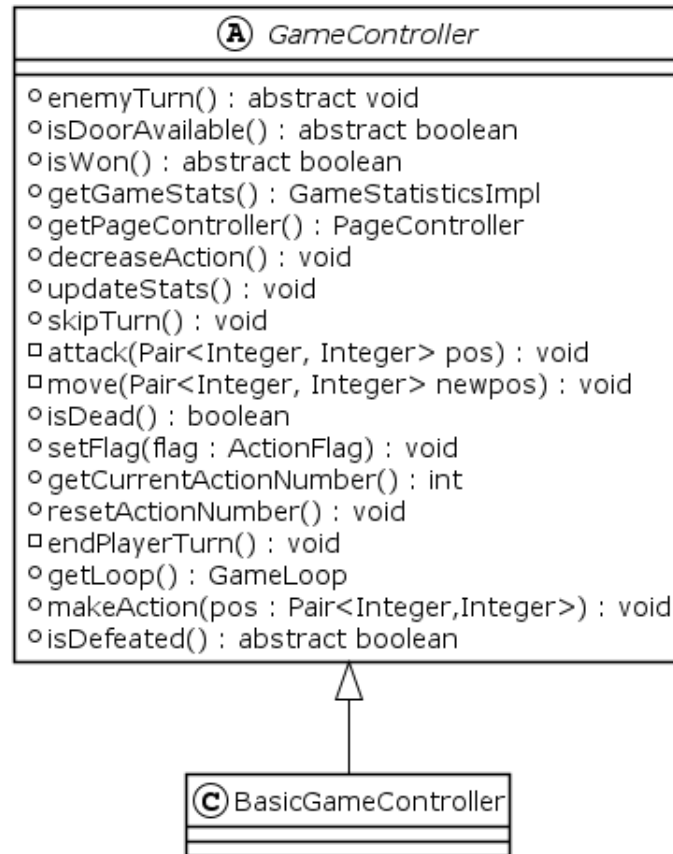 A GameController
enemyTurn() : abstract void
isDoorAvailable() : abstract boolean
isWon() : abstract boolean
getGameStats() : GameStatisticsImpl
getPageController() : PageController
decreaseAction() : void
updateStats() : void
skipTurn() : void
attack(Pair<Integer, Integer> pos) : void
move(Pair<Integer, Integer> newpos) : void
isDead() : boolean
setFlag(flag : ActionFlag) : void
getCurrentActionNumber() : int
resetActionNumber() : void
endPlayerTurn() : void
getLoop() : GameLoop
makeAction(pos : Pair<Integer,Integer>) : void
isDefeated() : abstract boolean
C BasicGameController